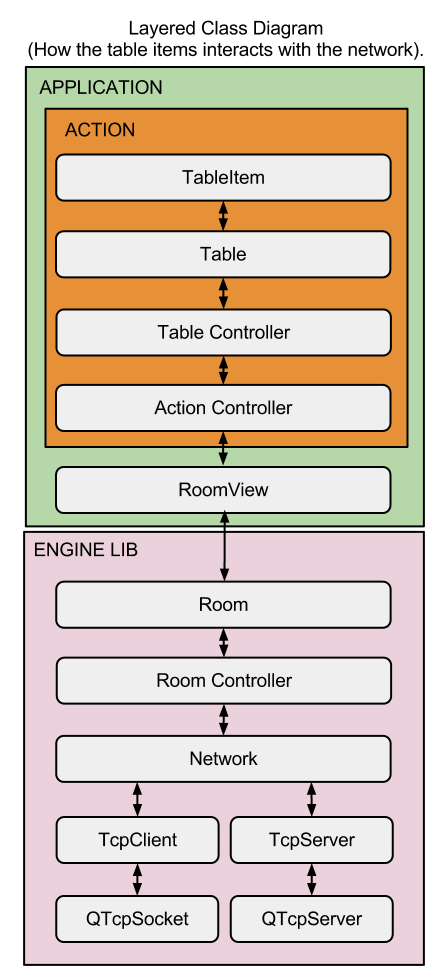 Layered Class Diagram
(How the table items interacts with the network).
APPLICATION
ACTION
TableItem
Table
Table Controller
Action Controller
RoomView
ENGINE LIB
Room
Room Controller
Network
TcpClient
TcpServer
QTcpSocket
QTcpServer